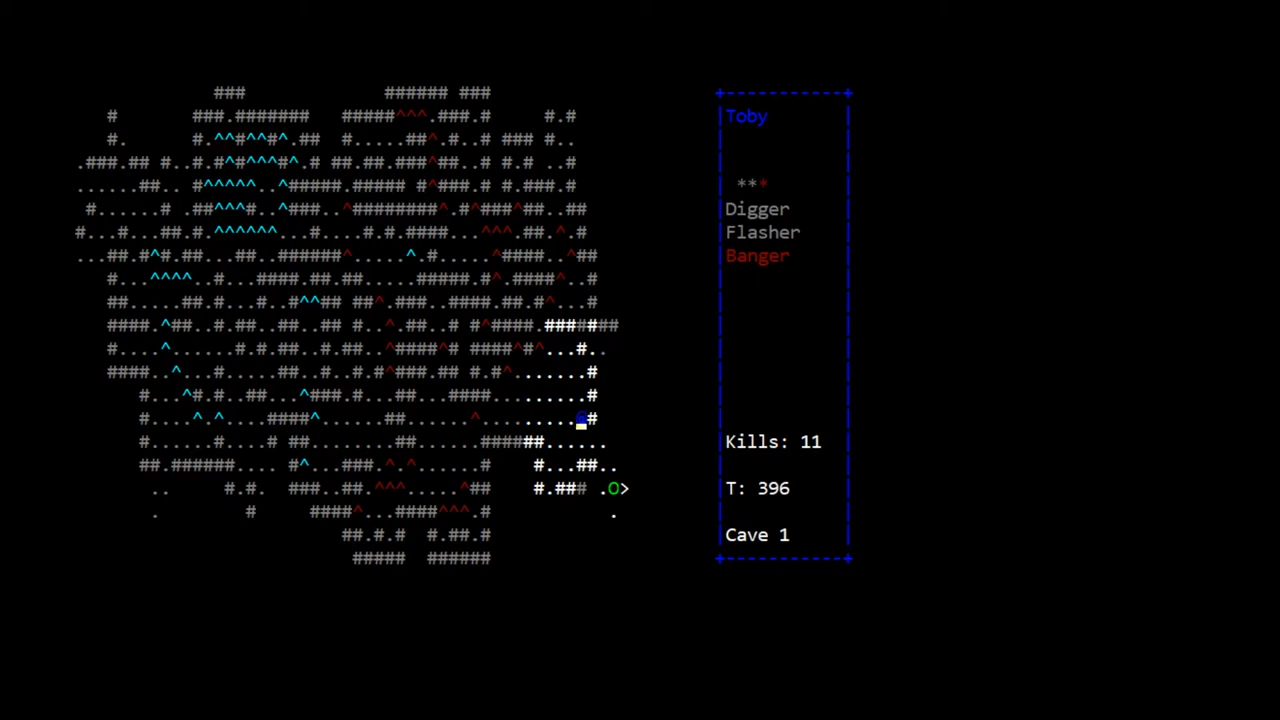 Toby
***
Digger
Flasher
Banger
Kills: 11
T: 396
Cave 1